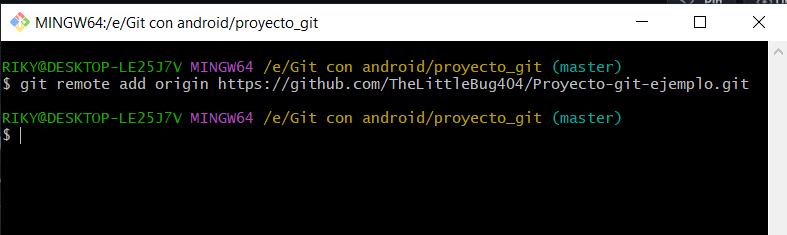 MINGW64:/e/Git con android/proyecto_git
RIKY@DESKTOP-LE25J7V MINGW64 /e/Git con android/proyecto_git (master)
$ git remote add origin https://github.com/TheLittleBug404/Proyecto-git-ejemplo.git
RIKY@DESKTOP-LE25J7V MINGW64 /e/Git con android/proyecto_git (master)
$